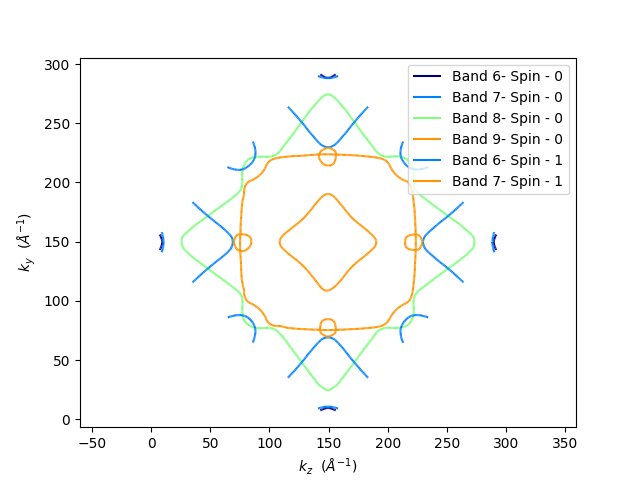 300
250
200
150
100
50
0
k_y (Å⁻¹)
Band 6- Spin - 0
Band 7- Spin - 0
Band 8- Spin - 0
Band 9- Spin - 0
Band 6- Spin - 1
Band 7- Spin - 1
−50 0 50 100 150 200 250 300 350
k_z (Å⁻¹)